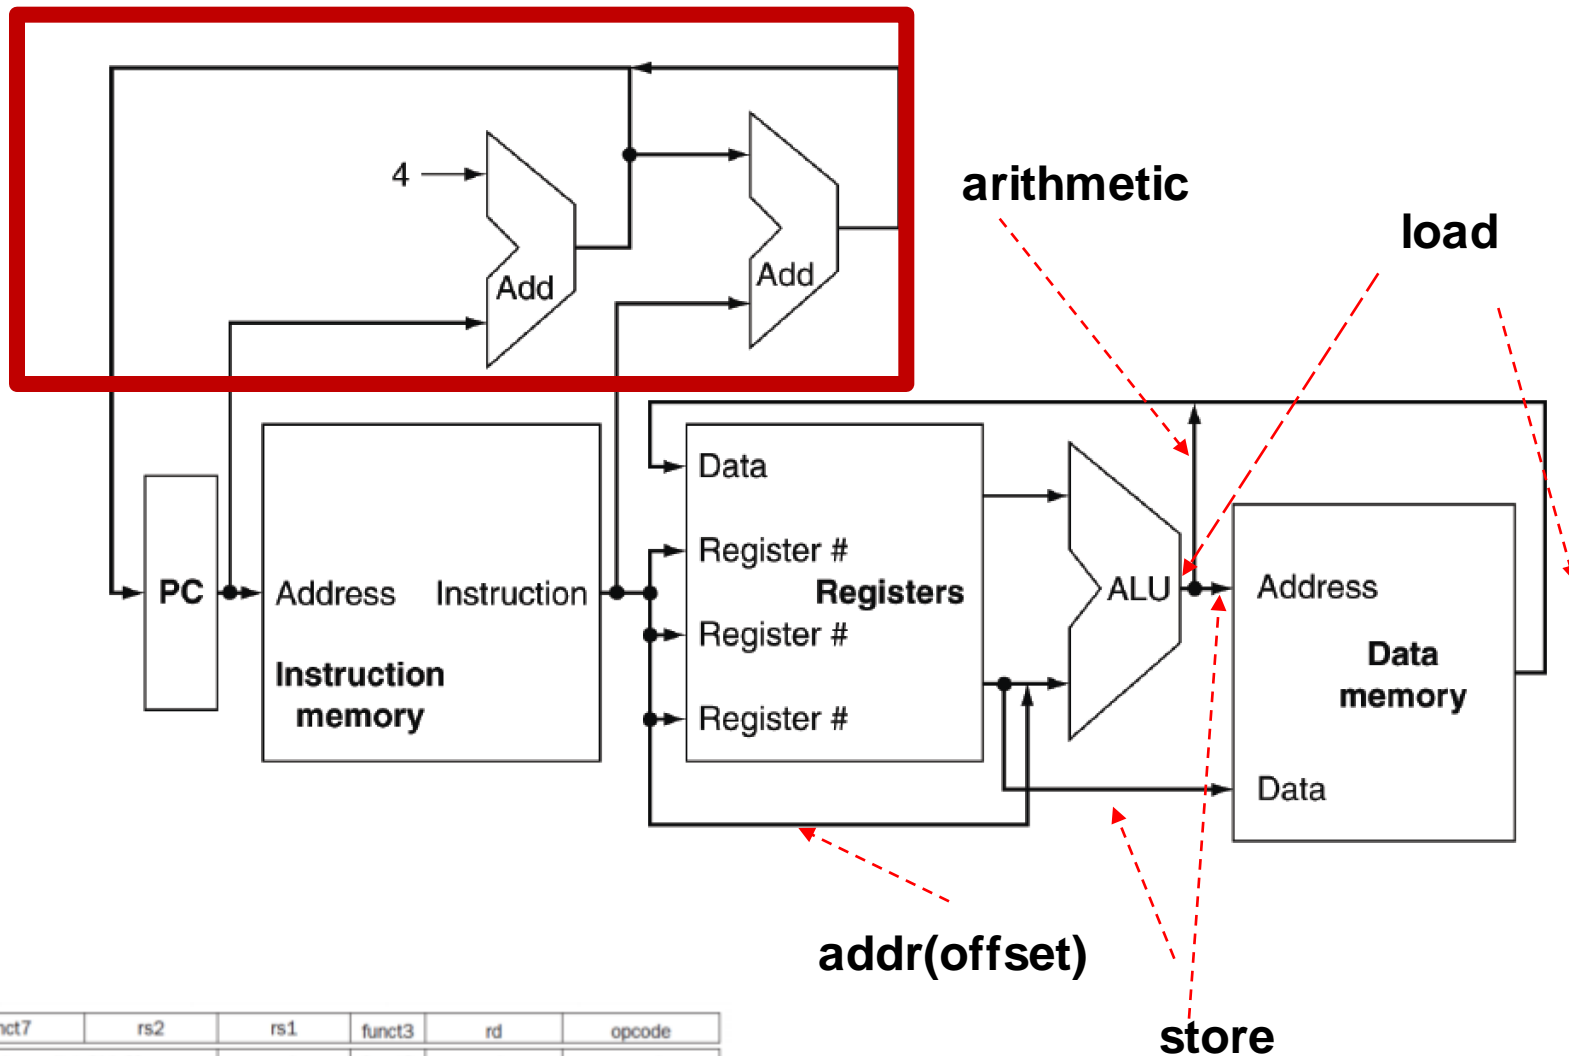 4
Add
Add
arithmetic
load
PC
Address
Instruction
Instruction
memory
Data
Register #
Registers
Register #
Register #
ALU
Address
Data
memory
Data
addr(offset)
store
rs2
rs1
funct3
rd
opcode